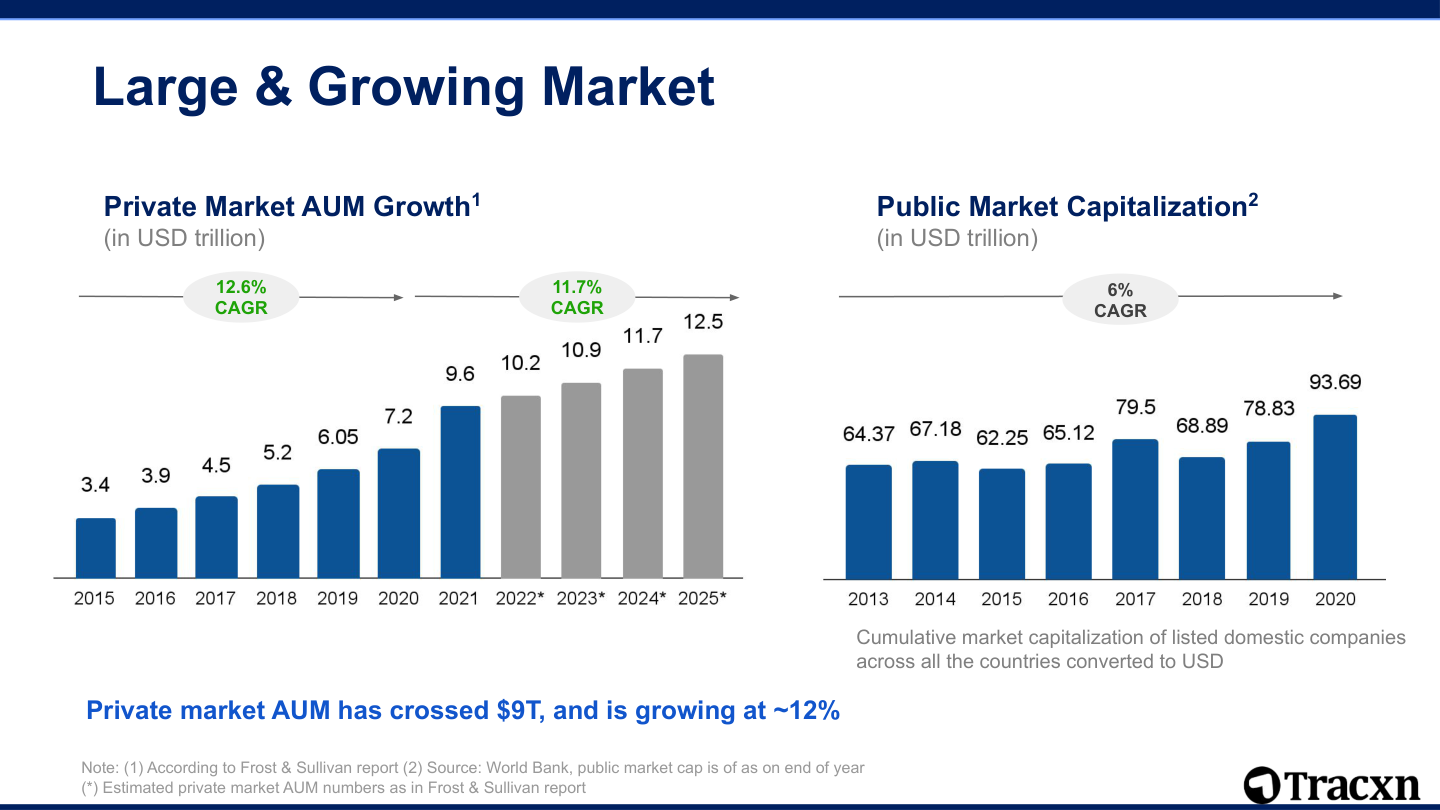 Large & Growing Market
Private Market AUM Growth1
(in USD trillion)
12.6%
CAGR
11.7%
CAGR
3.4
3.9
4.5
5.2
6.05
7.2
9.6
10.2
10.9
11.7
12.5
2015 2016 2017 2018 2019 2020 2021 2022* 2023* 2024* 2025*
Public Market Capitalization2
(in USD trillion)
6%
CAGR
64.37
67.18
62.25
65.12
79.5
68.89
78.83
93.69
2013 2014 2015 2016 2017 2018 2019 2020
Cumulative market capitalization of listed domestic companies
across all the countries converted to USD
Private market AUM has crossed $9T, and is growing at ~12%
Note: (1) According to Frost & Sullivan report (2) Source: World Bank, public market cap is of as on end of year
(*) Estimated private market AUM numbers as in Frost & Sullivan report
Tracxn